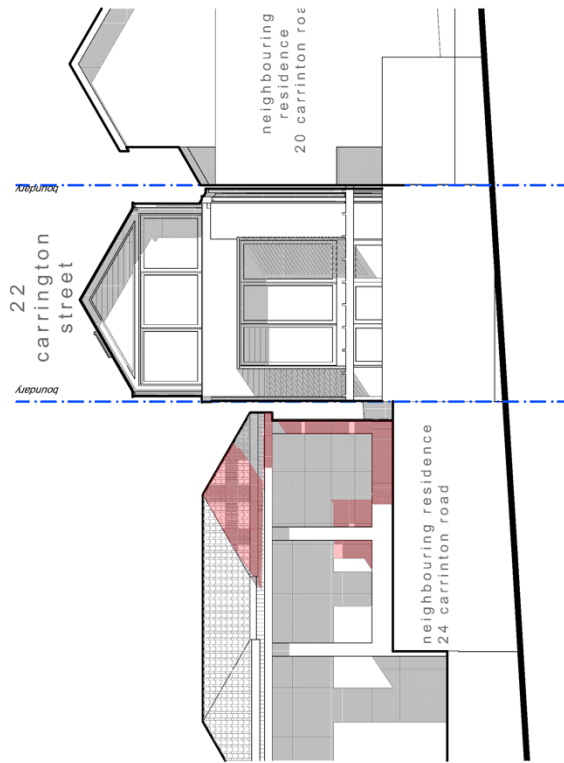 neighbouring
residence
20 carrinton road
boundary
22
carrington
street
boundary
neighbouring residence
24 carrinton road